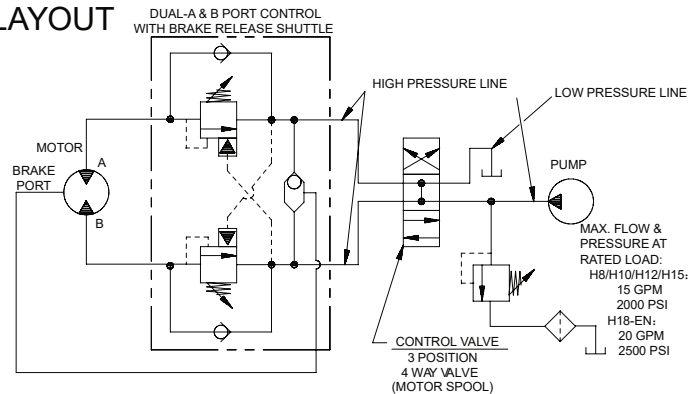 LAYOUT
DUAL-A & B PORT CONTROL
WITH BRAKE RELEASE SHUTTLE
HIGH PRESSURE LINE
LOW PRESSURE LINE
MOTOR
A
BRAKE
PORT
B
PUMP
MAX. FLOW &
PRESSURE AT
RATED LOAD:
H8/H10/H12/H15:
15 GPM
2000 PSI
H18-EN:
20 GPM
2500 PSI
CONTROL VALVE
3 POSITION
4 WAY VALVE
(MOTOR SPOOL)